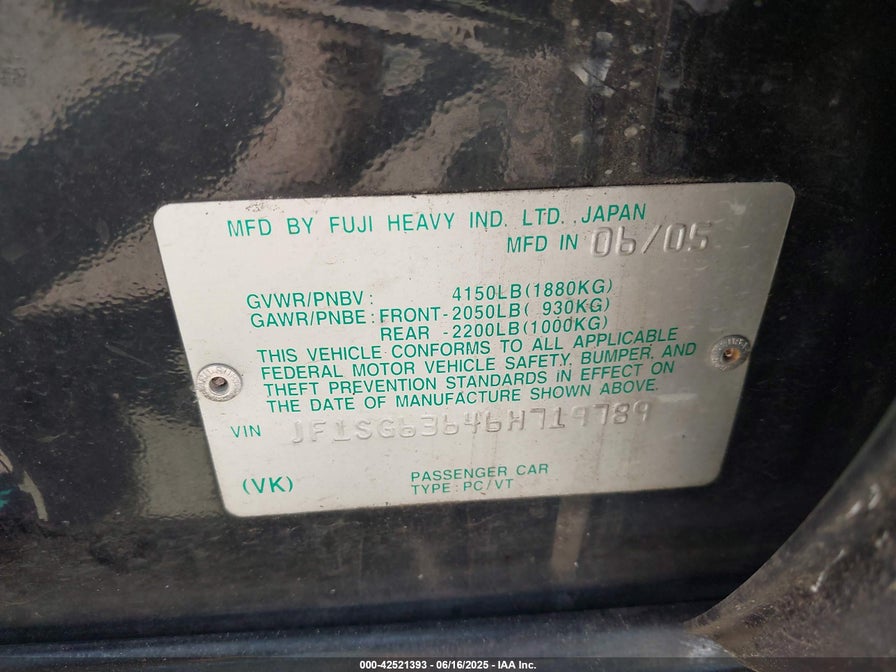 MFD BY FUJI HEAVY IND. LTD. JAPAN
MFD IN 06/05
GVWR/PNBV: 4150LB(1880KG)
GAWR/PNBE: FRONT-2050LB( 930KG)
REAR -2200LB(1000KG)
THIS VEHICLE CONFORMS TO ALL APPLICABLE
FEDERAL MOTOR VEHICLE SAFETY, BUMPER, AND
THEFT PREVENTION STANDARDS IN EFFECT ON
THE DATE OF MANUFACTURE SHOWN ABOVE.
VIN JF1SG63646H719789
(VK) PASSENGER CAR
TYPE: PC/VT
000-42521393 - 06/16/2025 - IAA Inc.